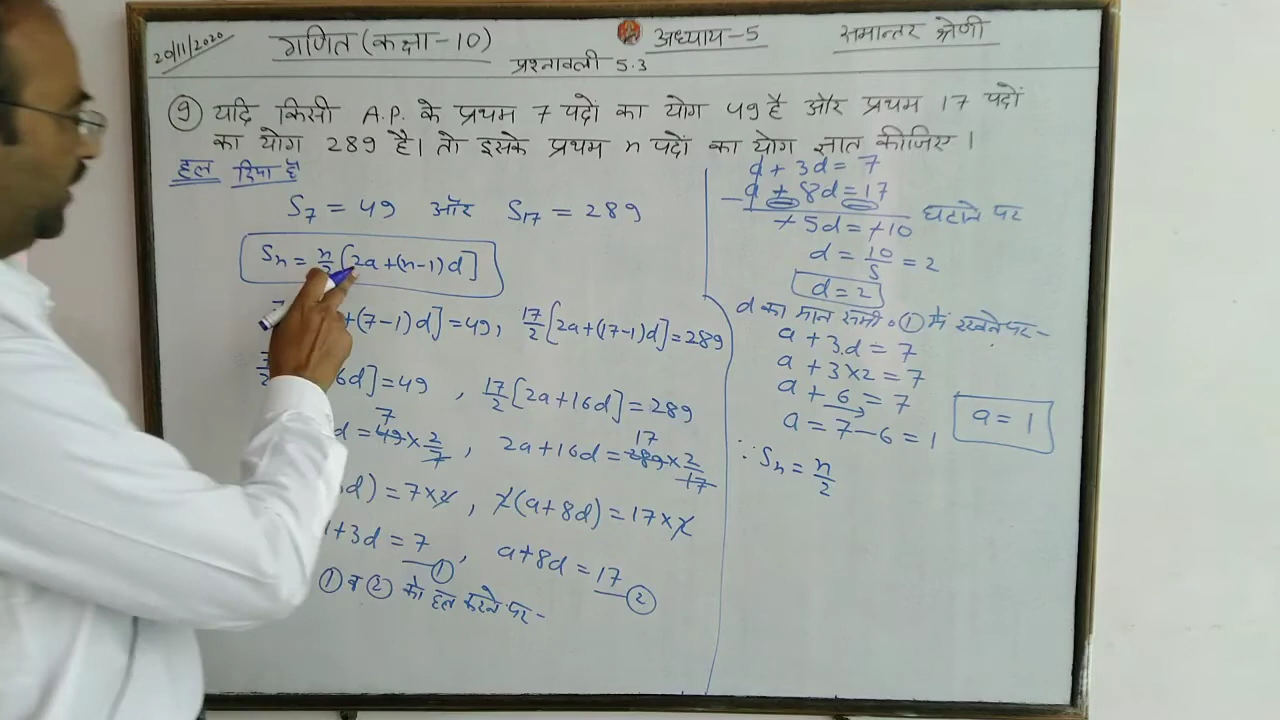 20/11/2020
गणित (कक्षा-10)
अध्याय-5
समान्तर श्रेणी
प्रश्नावली 5.3
⑨ यदि किसी A.P. के प्रथम 7 पदों का योग 49 है और प्रथम 17 पदों
का योग 289 है। तो इसके प्रथम n पदों का योग ज्ञात कीजिए।
हल दिया है
S₇ = 49 और S₁₇ = 289
Sₙ = n/2 [2a+(n-1)d]
+(7-1)d]=49, 17/2[2a+(17-1)d]=289
6d]=49, 17/2[2a+16d]=289
7 17
d = 49×2/7, 2a+16d = 289×2/17
d) = 7×2, 2(a+8d) = 17×2
+3d = 7 —①, a+8d = 17 —②
① व ② को हल करने पर-
a + 3d = 7
- a + 8d = 17
घटाने पर
+5d = +10
d = 10/5 = 2
d = 2
d का मान समी. ① में रखने पर-
a + 3d = 7
a + 3×2 = 7
a + 6 = 7
a = 7-6 = 1
a = 1
∵ Sₙ = n/2